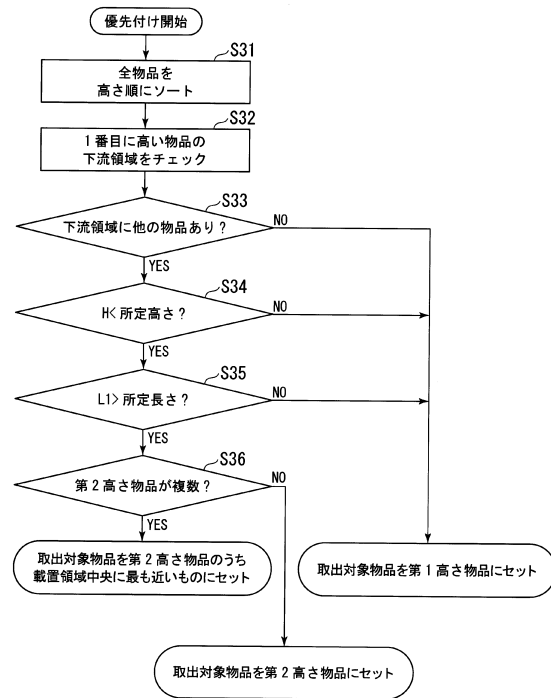 優先付け開始
S31
全物品を
高さ順にソート
S32
1番目に高い物品の
下流領域をチェック
S33
下流領域に他の物品あり?
NO
YES
S34
H<所定高さ?
NO
YES
S35
L1>所定長さ?
NO
YES
S36
第2高さ物品が複数?
NO
YES
取出対象物品を第2高さ物品のうち
載置領域中央に最も近いものにセット
取出対象物品を第1高さ物品にセット
取出対象物品を第2高さ物品にセット